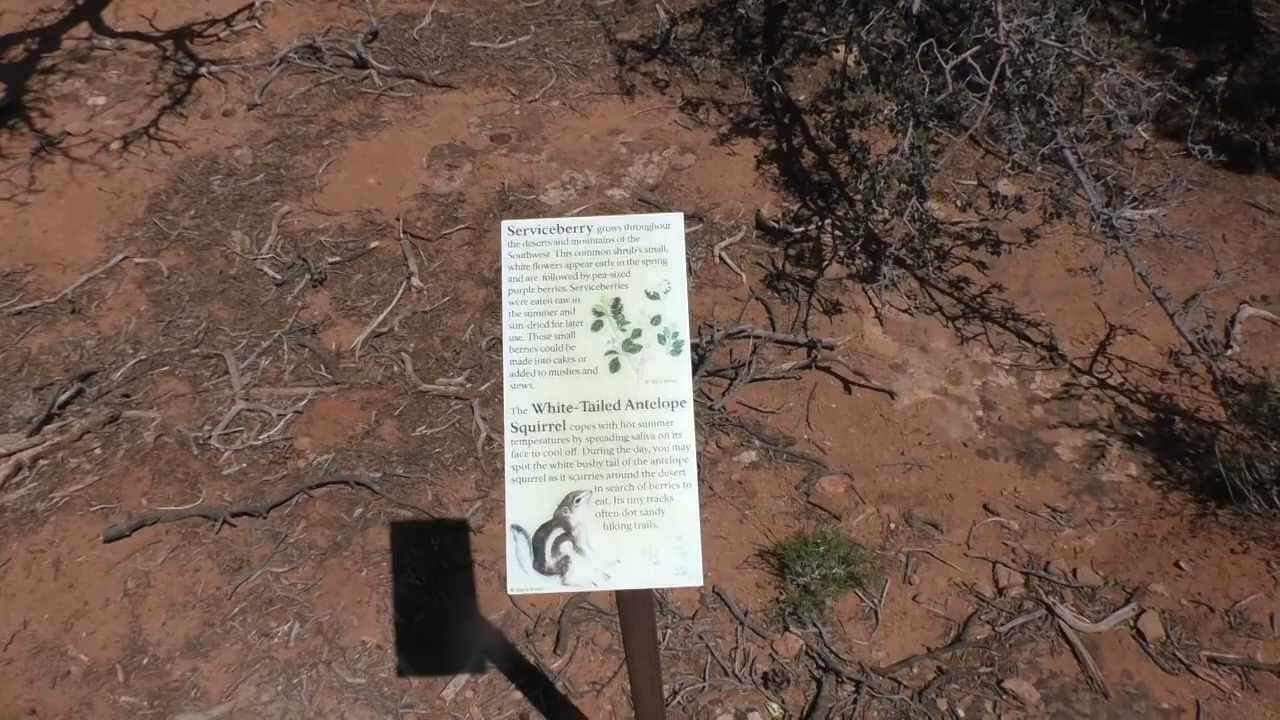 Serviceberry grows throughout
the deserts and mountains of the
Southwest. This common shrub's small,
white flowers appear early in the spring
and are followed by pea-sized
purple berries. Serviceberries
were eaten raw in
the summer and
sun-dried for later
use. These small
berries could be
made into cakes or
added to mushes and
stews.
The White-Tailed Antelope
Squirrel copes with hot summer
temperatures by spreading saliva on its
face to cool off. During the day, you may
spot the white bushy tail of the antelope
squirrel as it scurries around the desert
in search of berries to
eat. Its tiny tracks
often dot sandy
hiking trails.